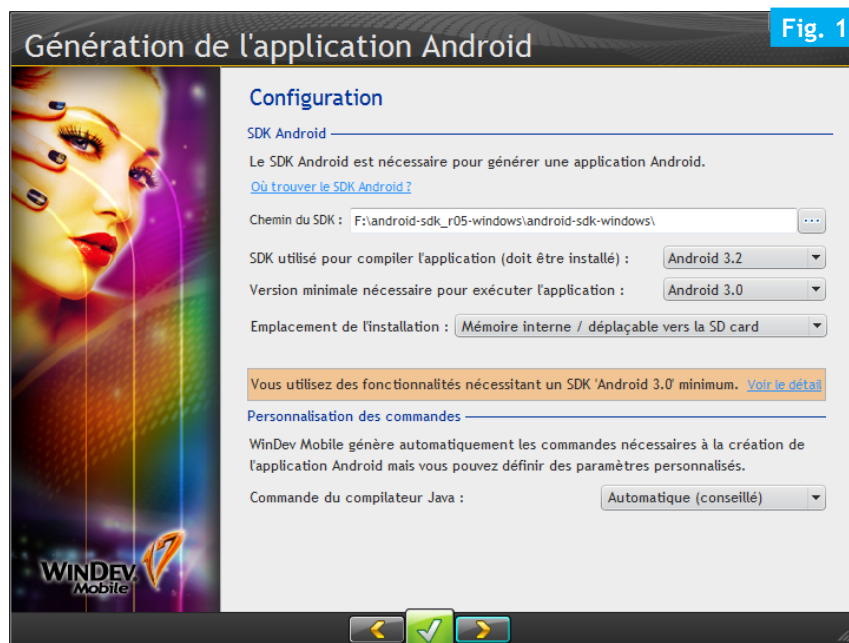 Génération de l'application Android
Fig. 1
Configuration
SDK Android
Le SDK Android est nécessaire pour générer une application Android.
Où trouver le SDK Android ?
Chemin du SDK : F:\android-sdk_r05-windows\android-sdk-windows\ ...
SDK utilisé pour compiler l'application (doit être installé) : Android 3.2
Version minimale nécessaire pour exécuter l'application : Android 3.0
Emplacement de l'installation : Mémoire interne / déplaçable vers la SD card
Vous utilisez des fonctionnalités nécessitant un SDK 'Android 3.0' minimum. Voir le détail
Personnalisation des commandes
WinDev Mobile génère automatiquement les commandes nécessaires à la création de
l'application Android mais vous pouvez définir des paramètres personnalisés.
Commande du compilateur Java : Automatique (conseillé)
WINDEV 17
Mobile